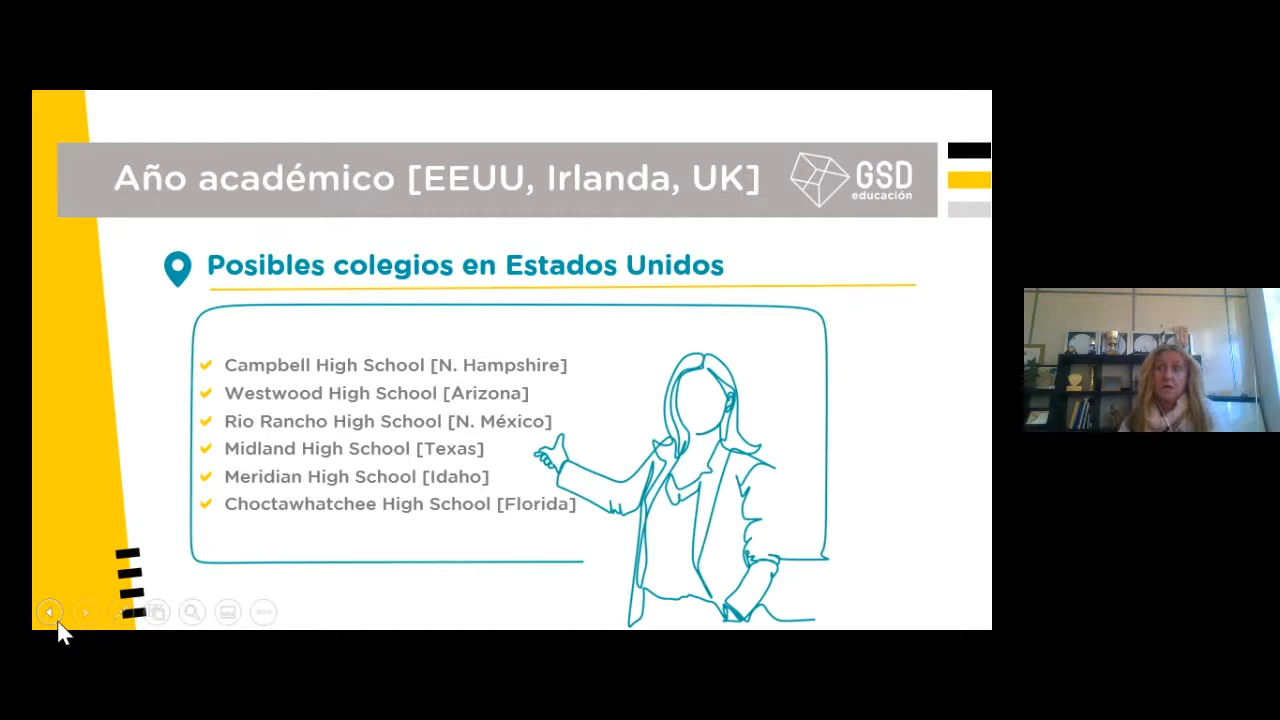 Año académico [EEUU, Irlanda, UK]
GSD
educación
Posibles colegios en Estados Unidos
Campbell High School [N. Hampshire]
Westwood High School [Arizona]
Rio Rancho High School [N. México]
Midland High School [Texas]
Meridian High School [Idaho]
Choctawhatchee High School [Florida]